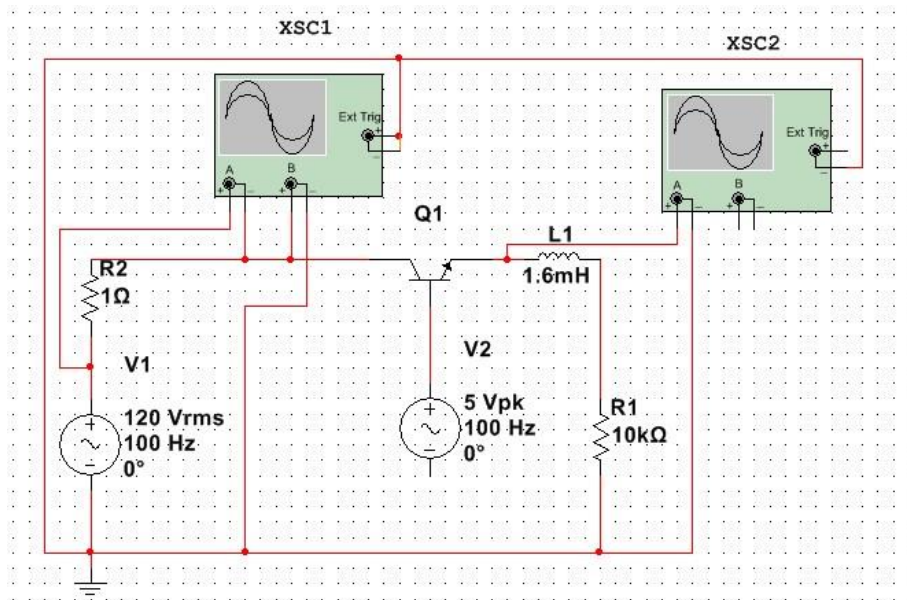 XSC1
XSC2
Ext Trig
+
−
A
B
+
−
+
−
Ext Trig
+
−
A
B
+
−
+
−
Q1
L1
1.6mH
R2
1Ω
V1
120 Vrms
100 Hz
0°
+
−
V2
5 Vpk
100 Hz
0°
+
−
R1
10kΩ